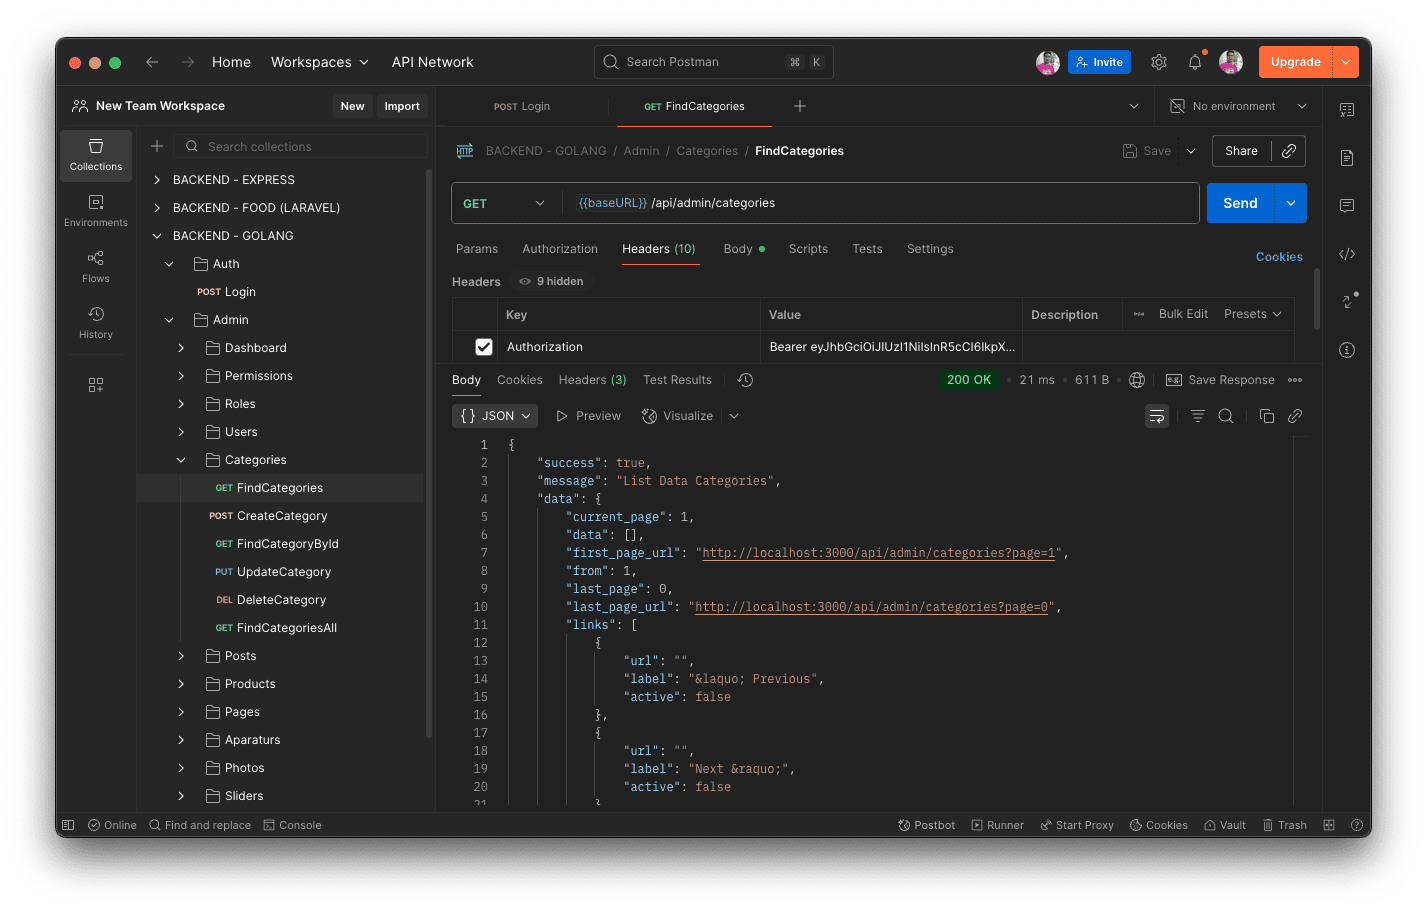 Home Workspaces API Network Search Postman ⌘ K Invite Upgrade
New Team Workspace New Import POST Login GET FindCategories No environment
Collections
Environments
Flows
History
Search collections
BACKEND - EXPRESS
BACKEND - FOOD (LARAVEL)
BACKEND - GOLANG
Auth
POST Login
Admin
Dashboard
Permissions
Roles
Users
Categories
GET FindCategories
POST CreateCategory
GET FindCategoryById
PUT UpdateCategory
DEL DeleteCategory
GET FindCategoriesAll
Posts
Products
Pages
Aparaturs
Photos
Sliders
HTTP BACKEND - GOLANG / Admin / Categories / FindCategories Save Share
GET {{baseURL}} /api/admin/categories Send
Params Authorization Headers (10) Body Scripts Tests Settings Cookies
Headers 9 hidden
Key Value Description Bulk Edit Presets
Authorization Bearer eyJhbGciOiJIUzI1NiIsInR5cCI6IkpX...
Body Cookies Headers (3) Test Results 200 OK 21 ms 611 B e.g. Save Response
{} JSON Preview Visualize
1 {
2 "success": true,
3 "message": "List Data Categories",
4 "data": {
5 "current_page": 1,
6 "data": [],
7 "first_page_url": "http://localhost:3000/api/admin/categories?page=1",
8 "from": 1,
9 "last_page": 0,
10 "last_page_url": "http://localhost:3000/api/admin/categories?page=0",
11 "links": [
12 {
13 "url": "",
14 "label": "&laquo; Previous",
15 "active": false
16 },
17 {
18 "url": "",
19 "label": "Next &raquo;",
20 "active": false
21 }
Online Find and replace Console Postbot Runner Start Proxy Cookies Vault Trash